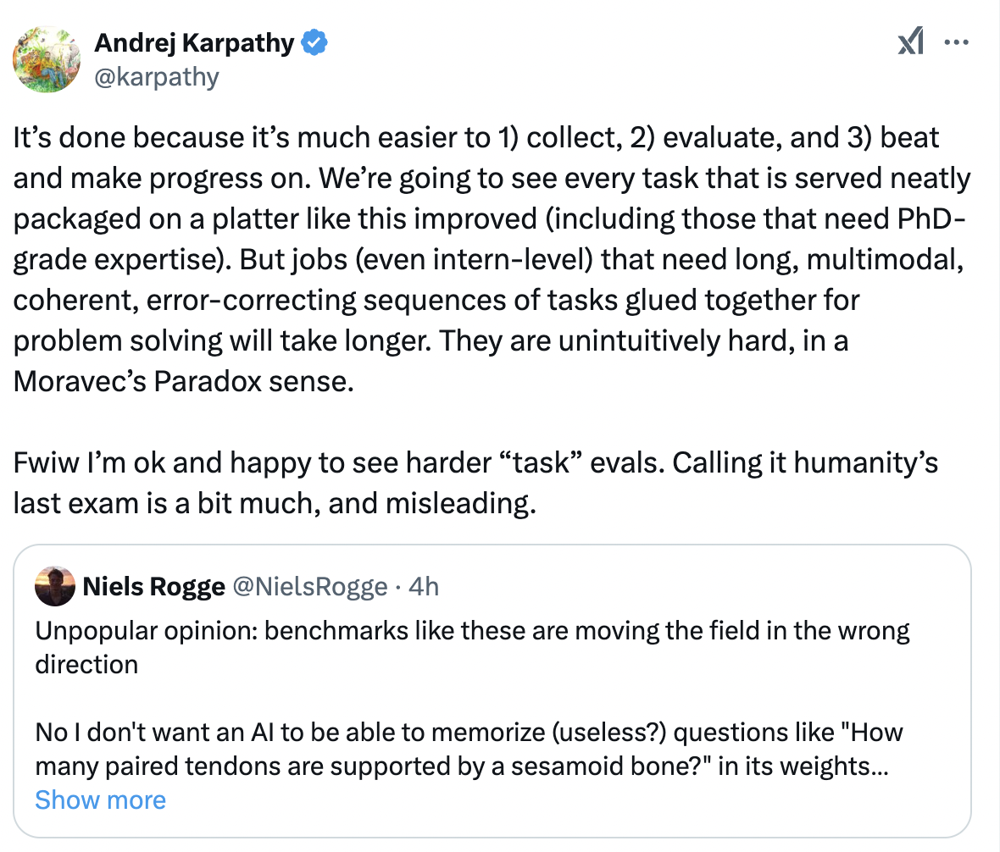 Andrej Karpathy
@karpathy
It’s done because it’s much easier to 1) collect, 2) evaluate, and 3) beat
and make progress on. We’re going to see every task that is served neatly
packaged on a platter like this improved (including those that need PhD-
grade expertise). But jobs (even intern-level) that need long, multimodal,
coherent, error-correcting sequences of tasks glued together for
problem solving will take longer. They are unintuitively hard, in a
Moravec’s Paradox sense.
Fwiw I’m ok and happy to see harder “task” evals. Calling it humanity’s
last exam is a bit much, and misleading.
Niels Rogge @NielsRogge · 4h
Unpopular opinion: benchmarks like these are moving the field in the wrong
direction
No I don't want an AI to be able to memorize (useless?) questions like "How
many paired tendons are supported by a sesamoid bone?" in its weights...
Show more